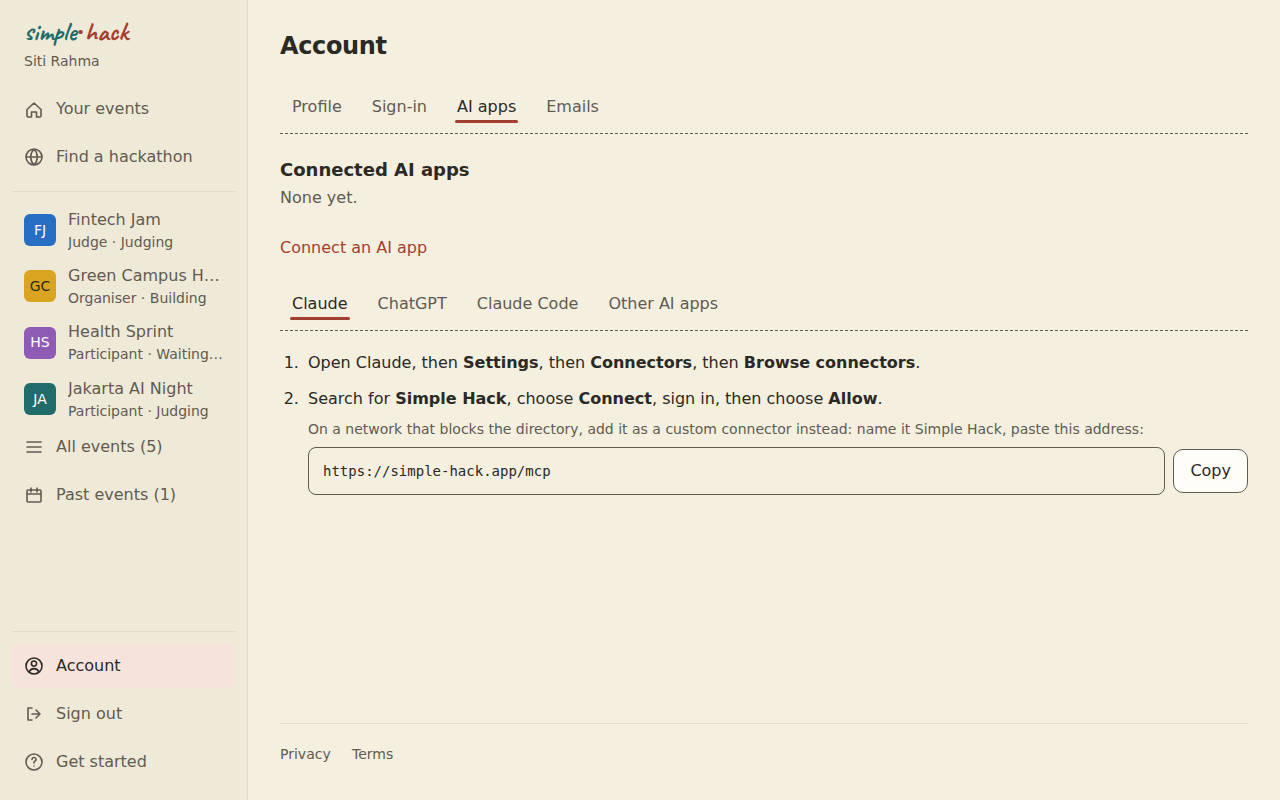 simple•hack
Siti Rahma
Your events
Find a hackathon
FJ
Fintech Jam
Judge · Judging
GC
Green Campus H…
Organiser · Building
HS
Health Sprint
Participant · Waiting…
JA
Jakarta AI Night
Participant · Judging
All events (5)
Past events (1)
Account
Sign out
Get started
Account
Profile
Sign-in
AI apps
Emails
Connected AI apps
None yet.
Connect an AI app
Claude
ChatGPT
Claude Code
Other AI apps
1. Open Claude, then Settings, then Connectors, then Browse connectors.
2. Search for Simple Hack, choose Connect, sign in, then choose Allow.
On a network that blocks the directory, add it as a custom connector instead: name it Simple Hack, paste this address:
https://simple-hack.app/mcp
Copy
Privacy
Terms